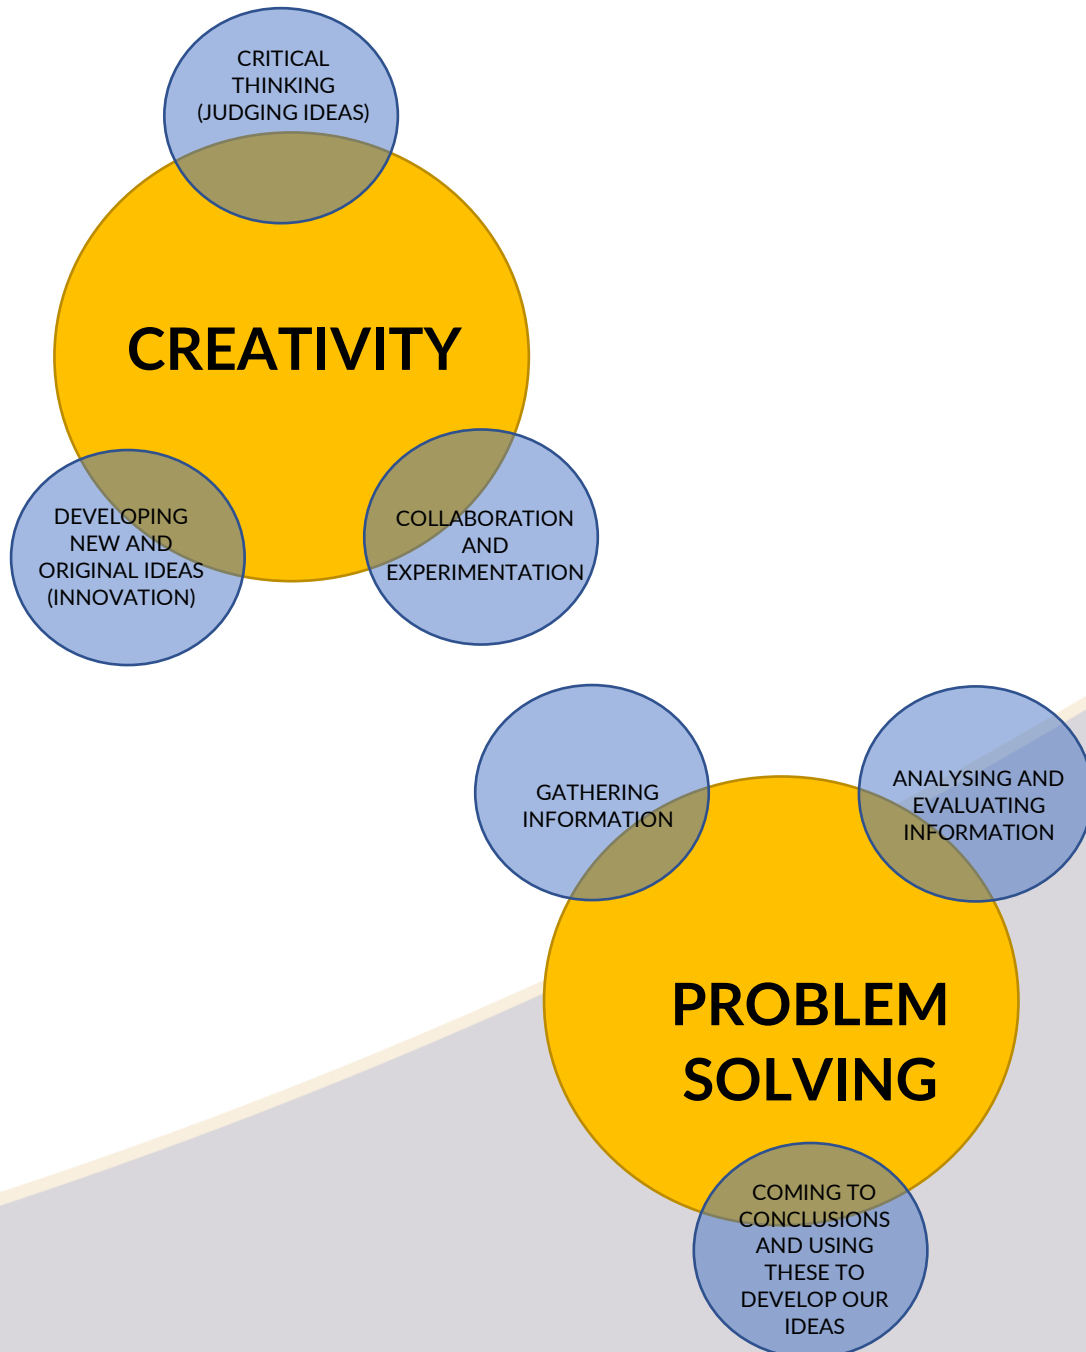 CRITICAL
THINKING
(JUDGING IDEAS)
CREATIVITY
DEVELOPING
NEW AND
ORIGINAL IDEAS
(INNOVATION)
COLLABORATION
AND
EXPERIMENTATION
GATHERING
INFORMATION
ANALYSING AND
EVALUATING
INFORMATION
PROBLEM
SOLVING
COMING TO
CONCLUSIONS
AND USING
THESE TO
DEVELOP OUR
IDEAS